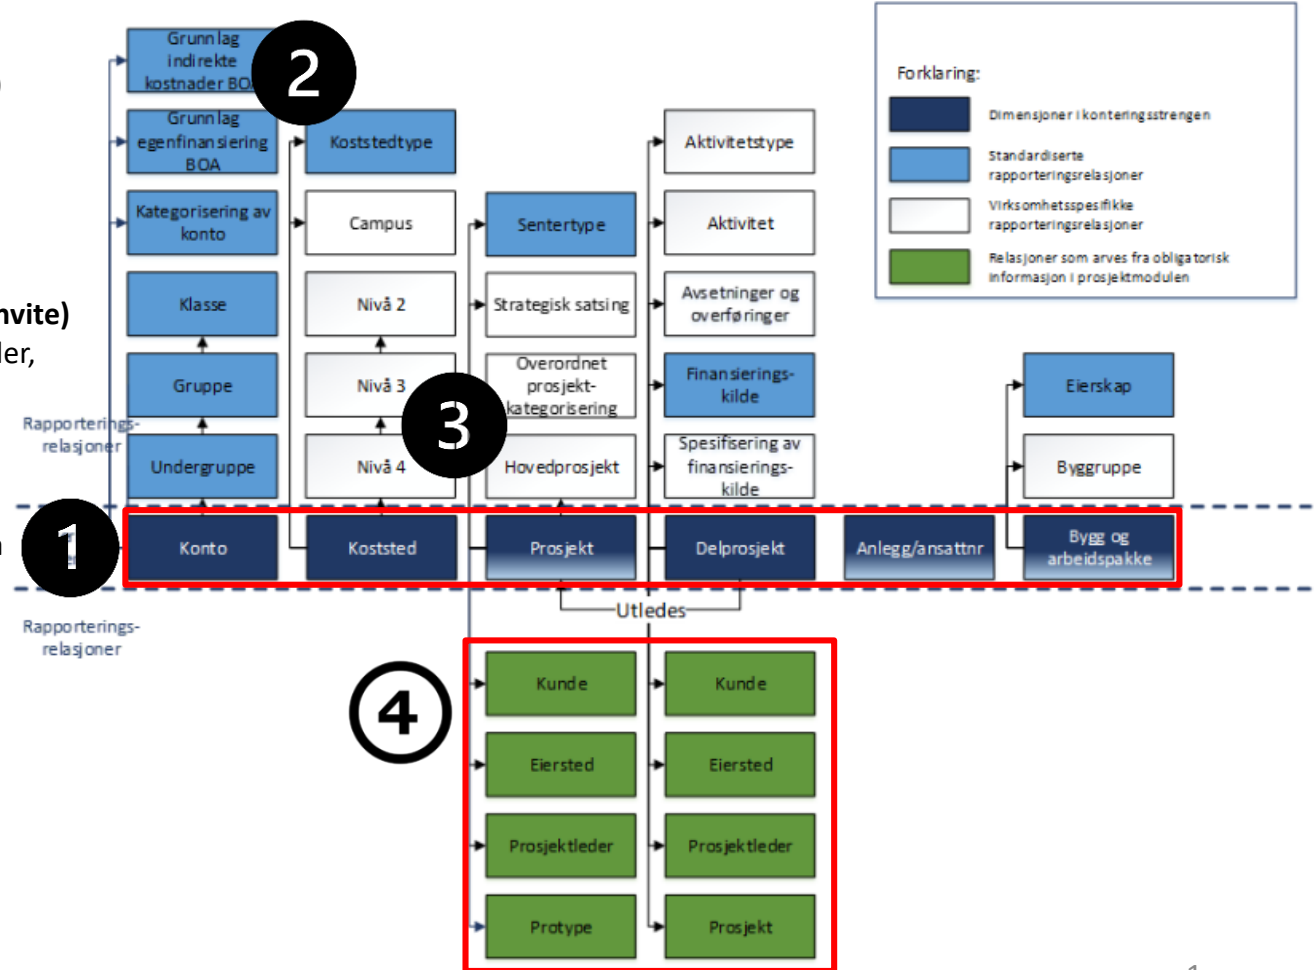 Grunnlag
indirekte
kostnader BOA
2
Forklaring:
Dimensjoner i konteringsstrengen
Standardiserte
rapporteringsrelasjoner
Virksomhetsspesifikke
rapporteringsrelasjoner
Relasjoner som arves fra obligatorisk
informasjon i prosjektmodulen
Grunnlag
egenfinansiering
BOA
Koststedtype
Aktivitetstype
Kategorisering av
konto
Campus
Sentertype
Aktivitet
Klasse
Nivå 2
Strategisk satsing
Avsetninger og
overføringer
nvite)
ler,
Gruppe
Nivå 3
Overordnet
prosjekt-
kategorisering
Finansierings-
kilde
Eierskap
3
Rapporterings-
relasjoner
Undergruppe
Nivå 4
Hovedprosjekt
Spesifisering av
finansierings-
kilde
Byggruppe
1
Konto
Koststed
Prosjekt
Delprosjekt
Anlegg/ansattnr
Bygg og
arbeidspakke
Utledes
Rapporterings-
relasjoner
4
Kunde
Kunde
Eiersted
Eiersted
Prosjektleder
Prosjektleder
Protype
Prosjekt